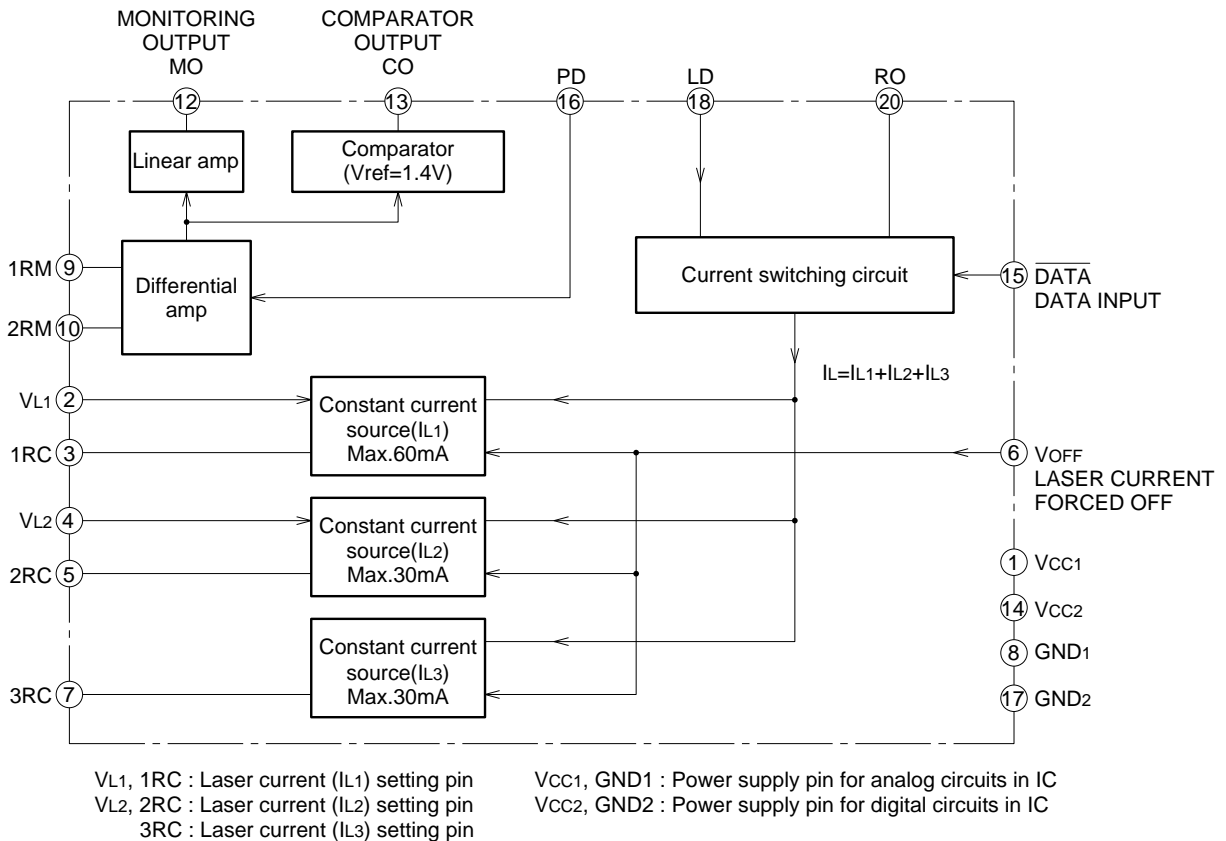 MONITORING
OUTPUT
MO
COMPARATOR
OUTPUT
CO
PD
LD
RO
12
13
16
18
20
Linear amp
Comparator
(Vref=1.4V)
1RM
9
2RM
10
Differential
amp
Current switching circuit
15
DATA
DATA INPUT
IL=IL1+IL2+IL3
VL1
2
1RC
3
Constant current
source(IL1)
Max.60mA
6
VOFF
LASER CURRENT
FORCED OFF
VL2
4
2RC
5
Constant current
source(IL2)
Max.30mA
1
VCC1
14
VCC2
8
GND1
17
GND2
3RC
7
Constant current
source(IL3)
Max.30mA
VL1, 1RC : Laser current (IL1) setting pin
VL2, 2RC : Laser current (IL2) setting pin
3RC : Laser current (IL3) setting pin
VCC1, GND1 : Power supply pin for analog circuits in IC
VCC2, GND2 : Power supply pin for digital circuits in IC